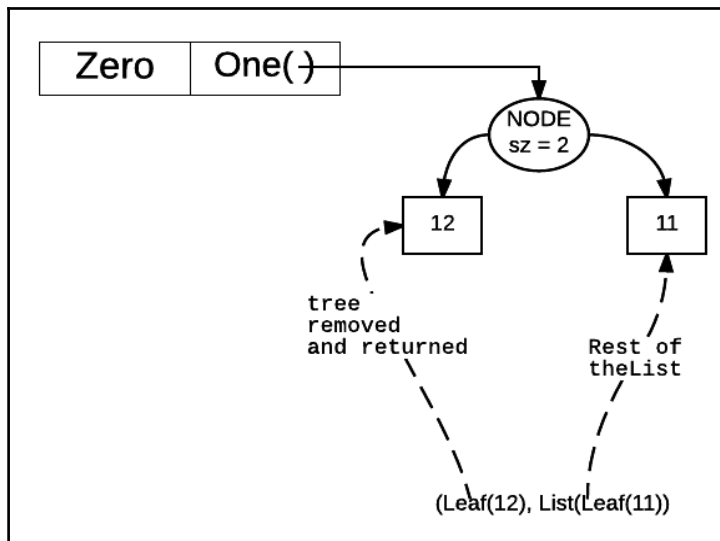 Zero One( )
NODE
sz = 2
12 11
tree
removed
and returned
Rest of
theList
(Leaf(12), List(Leaf(11))